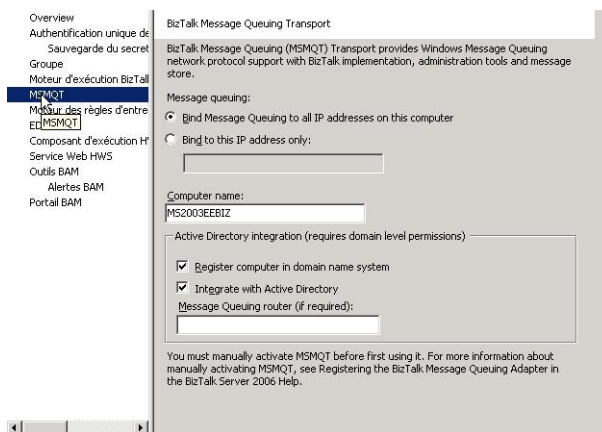 Overview
Authentification unique de
Sauvegarde du secret
Groupe
Moteur d'exécution BizTall
MSMQT
Moteur des règles d'entre
MSMQT
Composant d'exécution H
Service Web HWS
Outils BAM
Alertes BAM
Portail BAM
BizTalk Message Queuing Transport
BizTalk Message Queuing (MSMQT) Transport provides Windows Message Queuing
network protocol support with BizTalk implementation, administration tools and message
store.
Message queuing:
Bind Message Queuing to all IP addresses on this computer
Bind to this IP address only:
Computer name:
MS2003EEBIZ
Active Directory integration (requires domain level permissions)
Register computer in domain name system
Integrate with Active Directory
Message Queuing router (if required):
You must manually activate MSMQT before first using it. For more information about
manually activating MSMQT, see Registering the BizTalk Message Queuing Adapter in
the BizTalk Server 2006 Help.